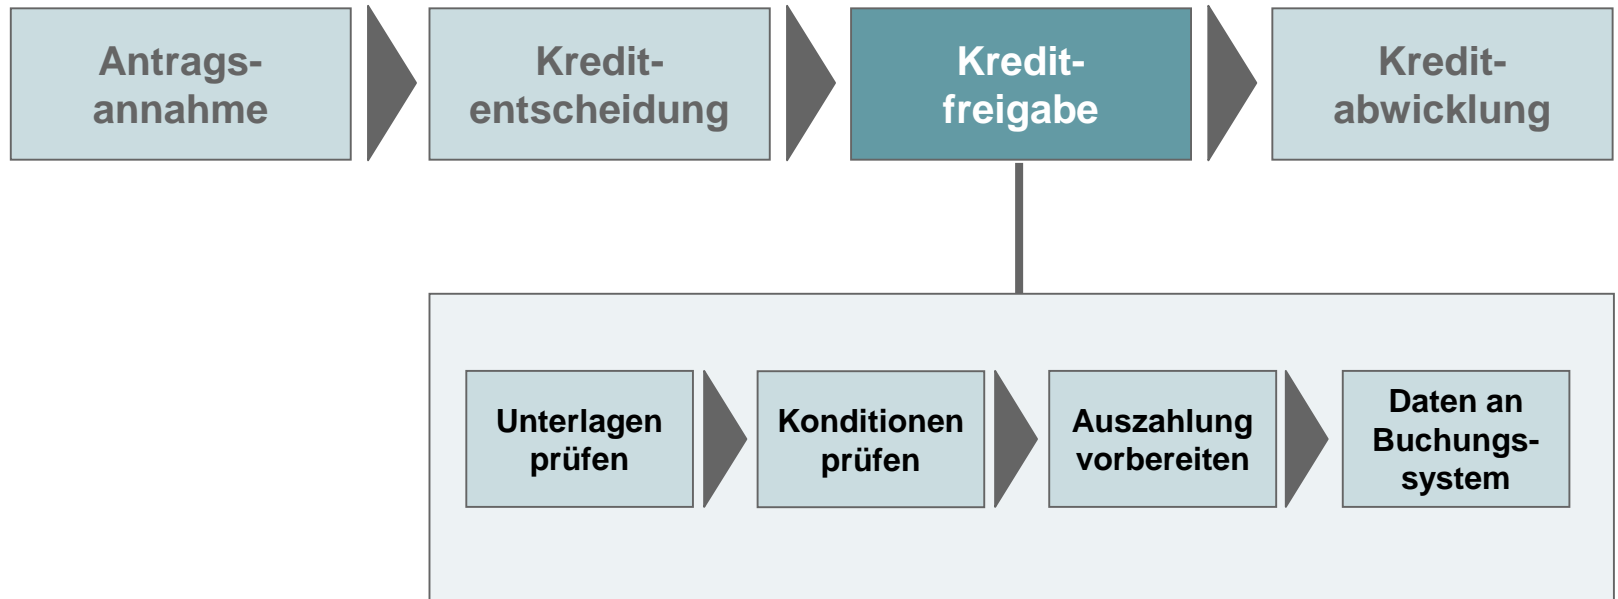 Antrags-
annahme
Kredit-
entscheidung
Kredit-
freigabe
Kredit-
abwicklung
Unterlagen
prüfen
Konditionen
prüfen
Auszahlung
vorbereiten
Daten an
Buchungs-
system